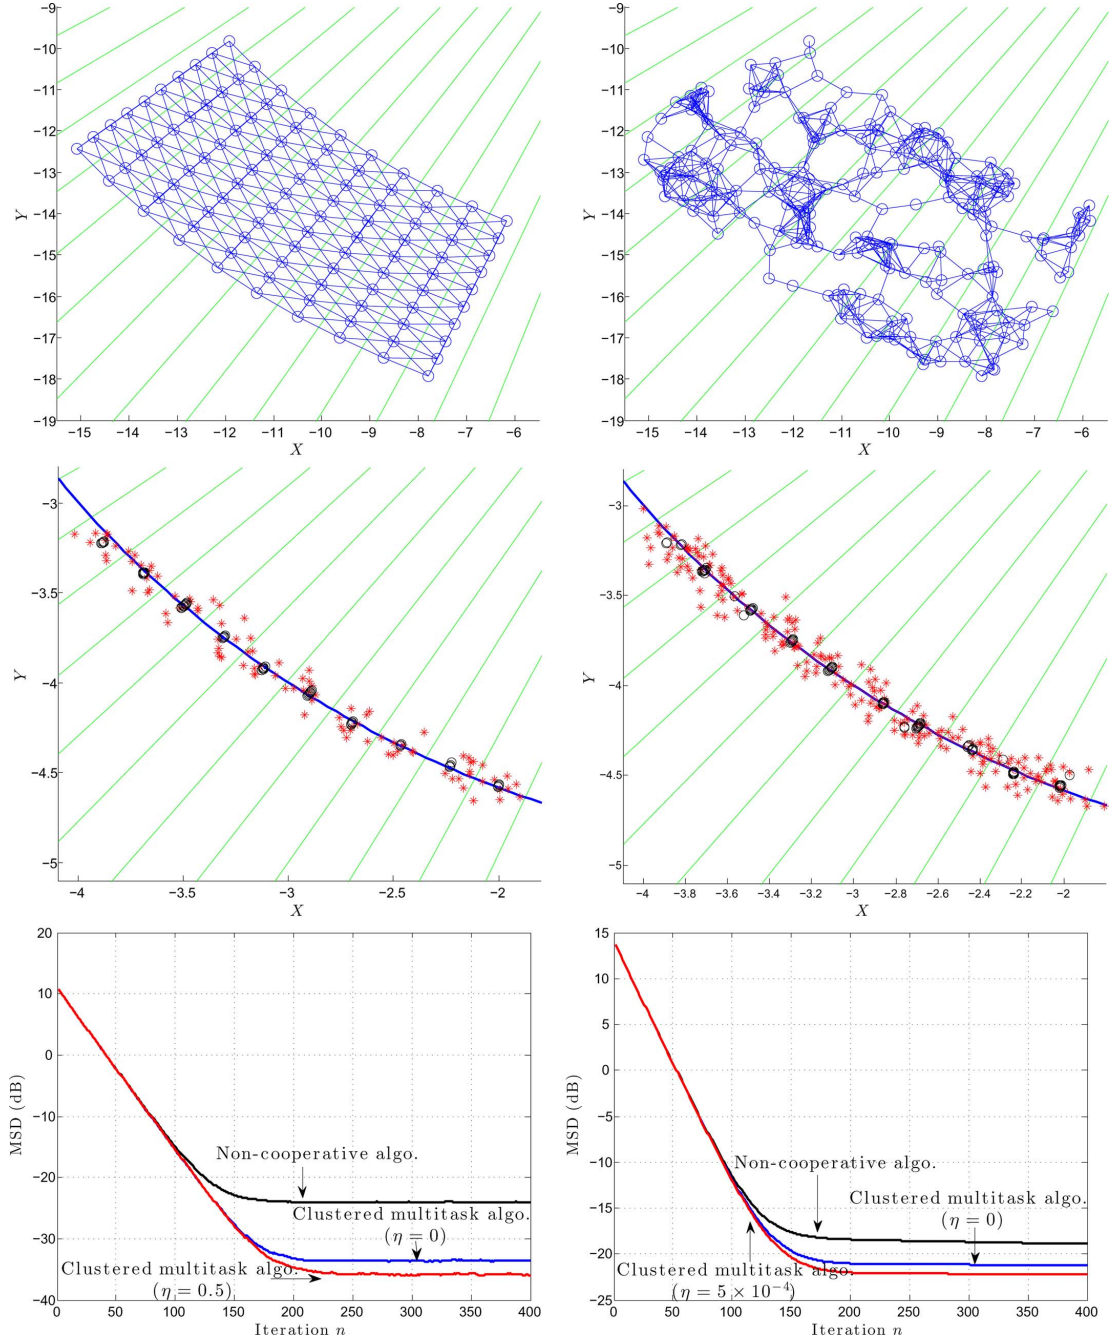 −9
−10
−11
−12
−13
−14
−15
−16
−17
−18
−19
Y
−15 −14 −13 −12 −11 −10 −9 −8 −7 −6
X
−9
−10
−11
−12
−13
−14
−15
−16
−17
−18
−19
Y
−15 −14 −13 −12 −11 −10 −9 −8 −7 −6
X
−3
−3.5
−4
−4.5
−5
Y
−4 −3.5 −3 −2.5 −2
X
−3
−3.5
−4
−4.5
−5
Y
−4 −3.8 −3.6 −3.4 −3.2 −3 −2.8 −2.6 −2.4 −2.2 −2
X
20
10
0
−10
−20
−30
−40
MSD (dB)
Non-cooperative algo.
Clustered multitask algo.
(η = 0)
Clustered multitask algo.
(η = 0.5)
0 50 100 150 200 250 300 350 400
Iteration n
15
10
5
0
−5
−10
−15
−20
−25
MSD (dB)
Non-cooperative algo.
Clustered multitask algo.
(η = 0)
Clustered multitask algo.
(η = 5 × 10⁻⁴)
0 50 100 150 200 250 300 350 400
Iteration n